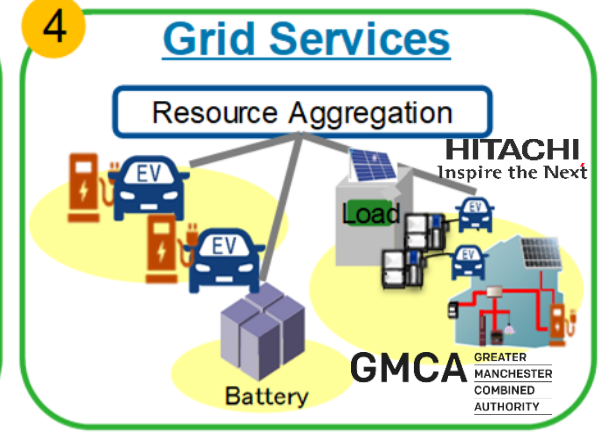 4
Grid Services
Resource Aggregation
HITACHI
Inspire the Next
EV
EV
Load
EV
EV
Battery
GMCA
GREATER
MANCHESTER
COMBINED
AUTHORITY